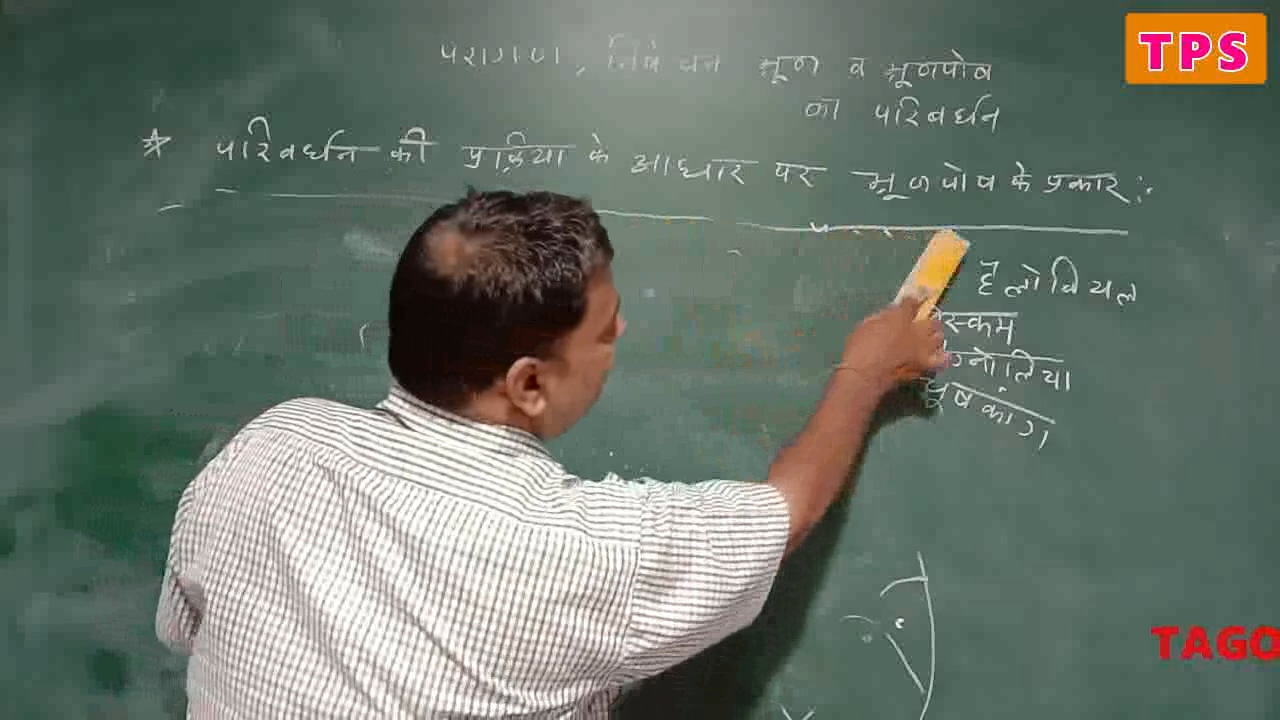 TPS
परागण, निषेचन भ्रूण व भ्रूणपोष
का परिवर्धन
* परिवर्धन की प्रक्रिया के आधार पर भ्रूणपोष के प्रकार :-
हैलोबियल
TAGO